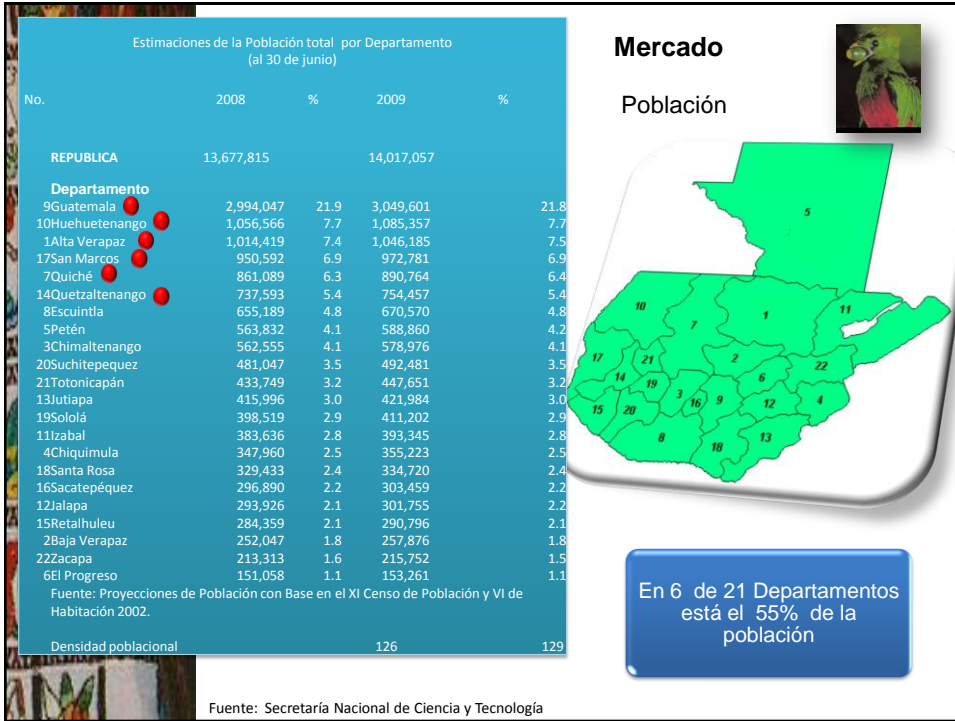 Estimaciones de la Población total por Departamento
(al 30 de junio)
No. 2008 % 2009 %
REPUBLICA 13,677,815 14,017,057
Departamento
9Guatemala 2,994,047 21.9 3,049,601 21.8
10Huehuetenango 1,056,566 7.7 1,085,357 7.7
1Alta Verapaz 1,014,419 7.4 1,046,185 7.5
17San Marcos 950,592 6.9 972,781 6.9
7Quiché 861,089 6.3 890,764 6.4
14Quetzaltenango 737,593 5.4 754,457 5.4
8Escuintla 655,189 4.8 670,570 4.8
5Petén 563,832 4.1 588,860 4.2
3Chimaltenango 562,555 4.1 578,976 4.1
20Suchitepequez 481,047 3.5 492,481 3.5
21Totonicapán 433,749 3.2 447,651 3.2
13Jutiapa 415,996 3.0 421,984 3.0
19Sololá 398,519 2.9 411,202 2.9
11Izabal 383,636 2.8 393,345 2.8
4Chiquimula 347,960 2.5 355,223 2.5
18Santa Rosa 329,433 2.4 334,720 2.4
16Sacatepéquez 296,890 2.2 303,459 2.2
12Jalapa 293,926 2.1 301,755 2.2
15Retalhuleu 284,359 2.1 290,796 2.1
2Baja Verapaz 252,047 1.8 257,876 1.8
22Zacapa 213,313 1.6 215,752 1.5
6El Progreso 151,058 1.1 153,261 1.1
Fuente: Proyecciones de Población con Base en el XI Censo de Población y VI de
Habitación 2002.
Densidad poblacional 126 129
Mercado
Población
5
10 7 1 11
17 21 2 22
14 19 6
3 16 9 12 4
15 20
8 18 13
En 6 de 21 Departamentos
está el 55% de la
población
Fuente: Secretaría Nacional de Ciencia y Tecnología